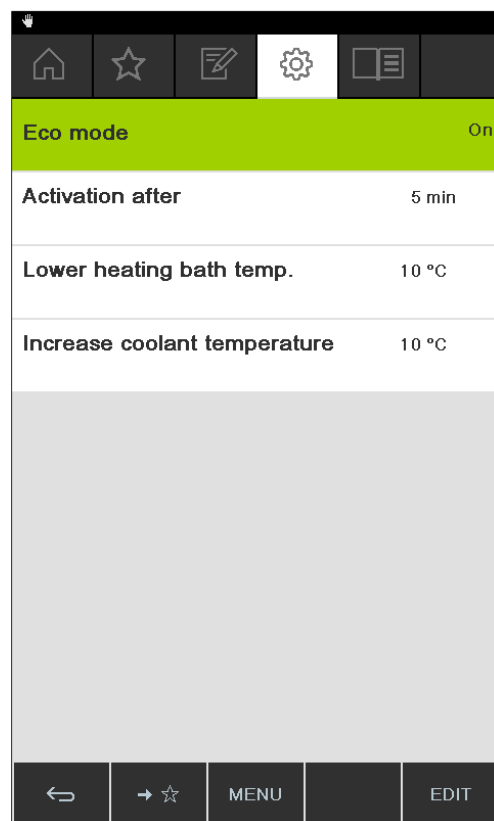 Eco mode On
Activation after 5 min
Lower heating bath temp. 10 °C
Increase coolant temperature 10 °C
MENU EDIT